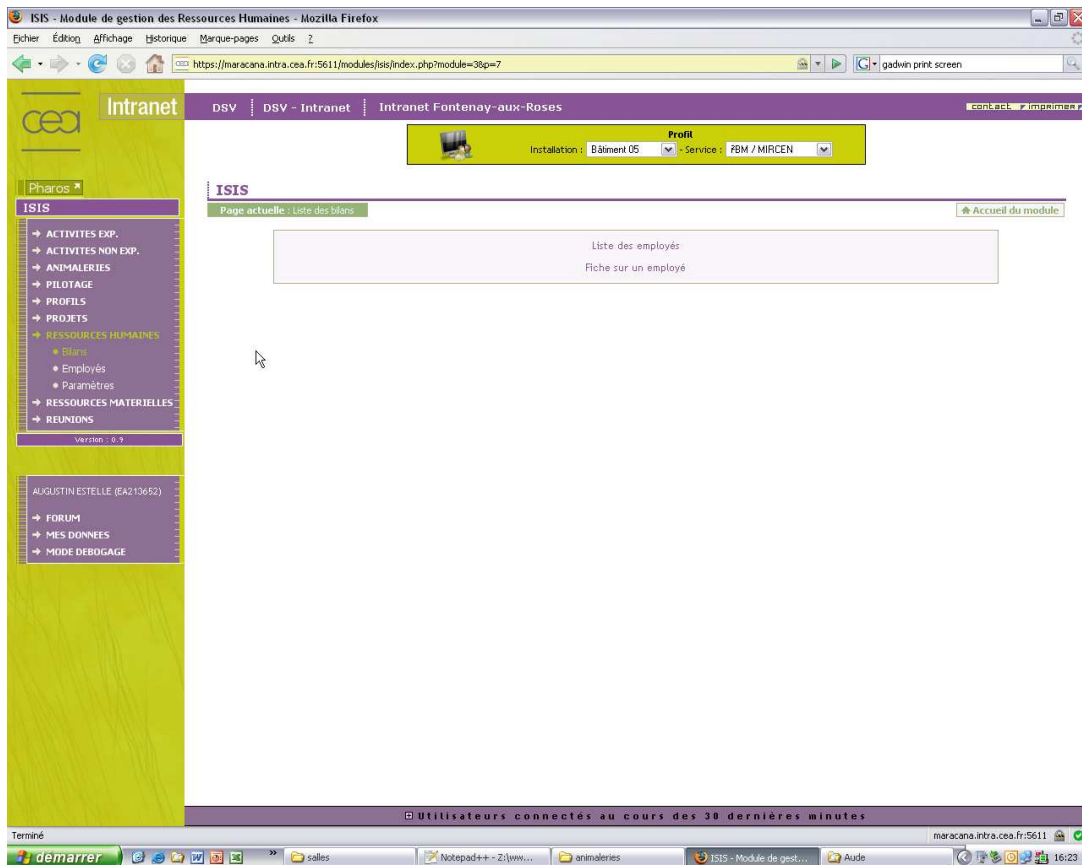 ISIS - Module de gestion des Ressources Humaines - Mozilla Firefox
Fichier Édition Affichage Historique Marque-pages Outils ?
https://maracana.intra.cea.fr:5611/modules/isis/index.php?module=3&p=7
gadwin print screen
cea
Intranet
DSV DSV - Intranet Intranet Fontenay-aux-Roses
contact imprimer
Profil
Installation : Bâtiment 05 - Service : PBM / MIRCEN
Pharos
ISIS
ISIS
Page actuelle : Liste des bilans
Accueil du module
Liste des employés
Fiche sur un employé
ACTIVITES EXP.
ACTIVITES NON EXP.
ANIMALERIES
PILOTAGE
PROFILS
PROJETS
RESSOURCES HUMAINES
Bilans
Employés
Paramètres
RESSOURCES MATERIELLES
REUNIONS
Version : 0.9
AUGUSTIN ESTELLE (EA213652)
FORUM
MES DONNEES
MODE DEBOGAGE
Utilisateurs connectés au cours des 30 dernières minutes
Terminé
maracana.intra.cea.fr:5611
démarrer
salles
Notepad++ - Z:\ww...
animaleries
ISIS - Module de gest...
Aude
16:23